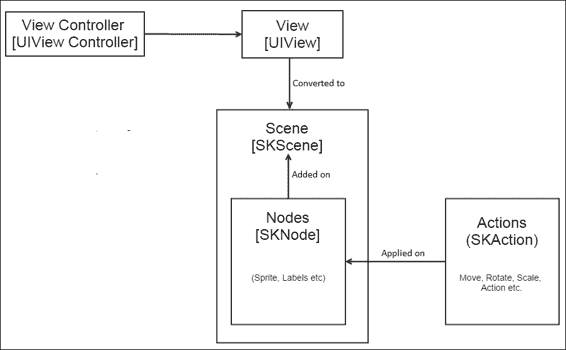 View Controller
[UIView Controller]
View
[UIView]
Converted to
Scene
[SKScene]
Added on
Nodes
[SKNode]
(Sprite, Labels etc)
Applied on
Actions
(SKAction)
Move, Rotate, Scale,
Action etc.